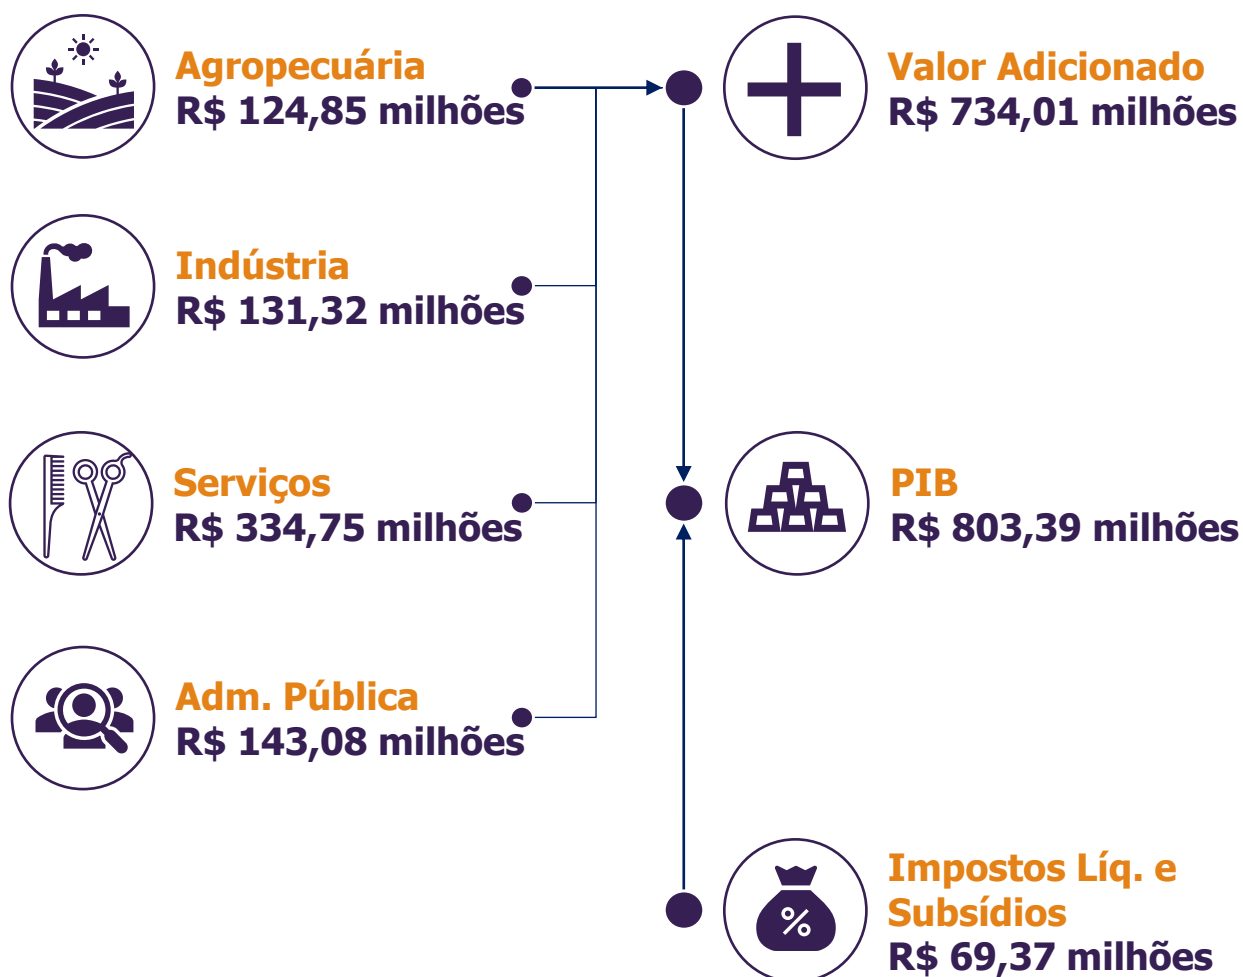 Agropecuária
R$ 124,85 milhões
Indústria
R$ 131,32 milhões
Serviços
R$ 334,75 milhões
Adm. Pública
R$ 143,08 milhões
Valor Adicionado
R$ 734,01 milhões
PIB
R$ 803,39 milhões
Impostos Líq. e
Subsídios
R$ 69,37 milhões
%